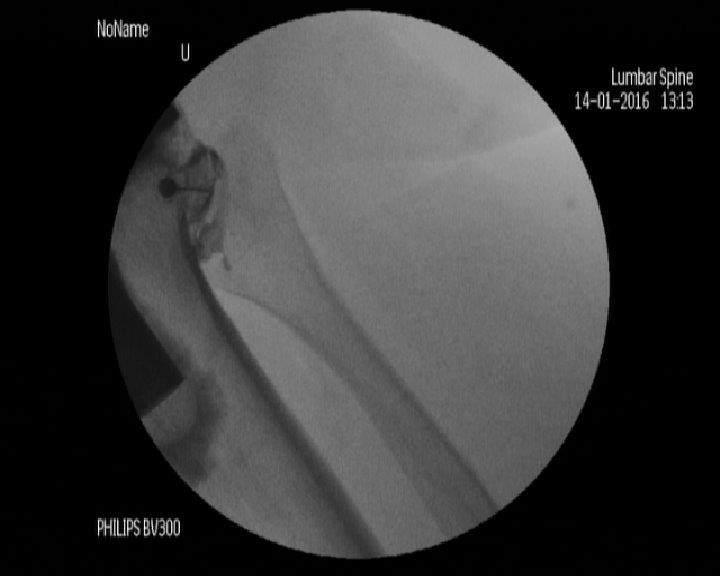 NoName
U
Lumbar Spine
14-01-2016 13:13
PHILIPS BV300